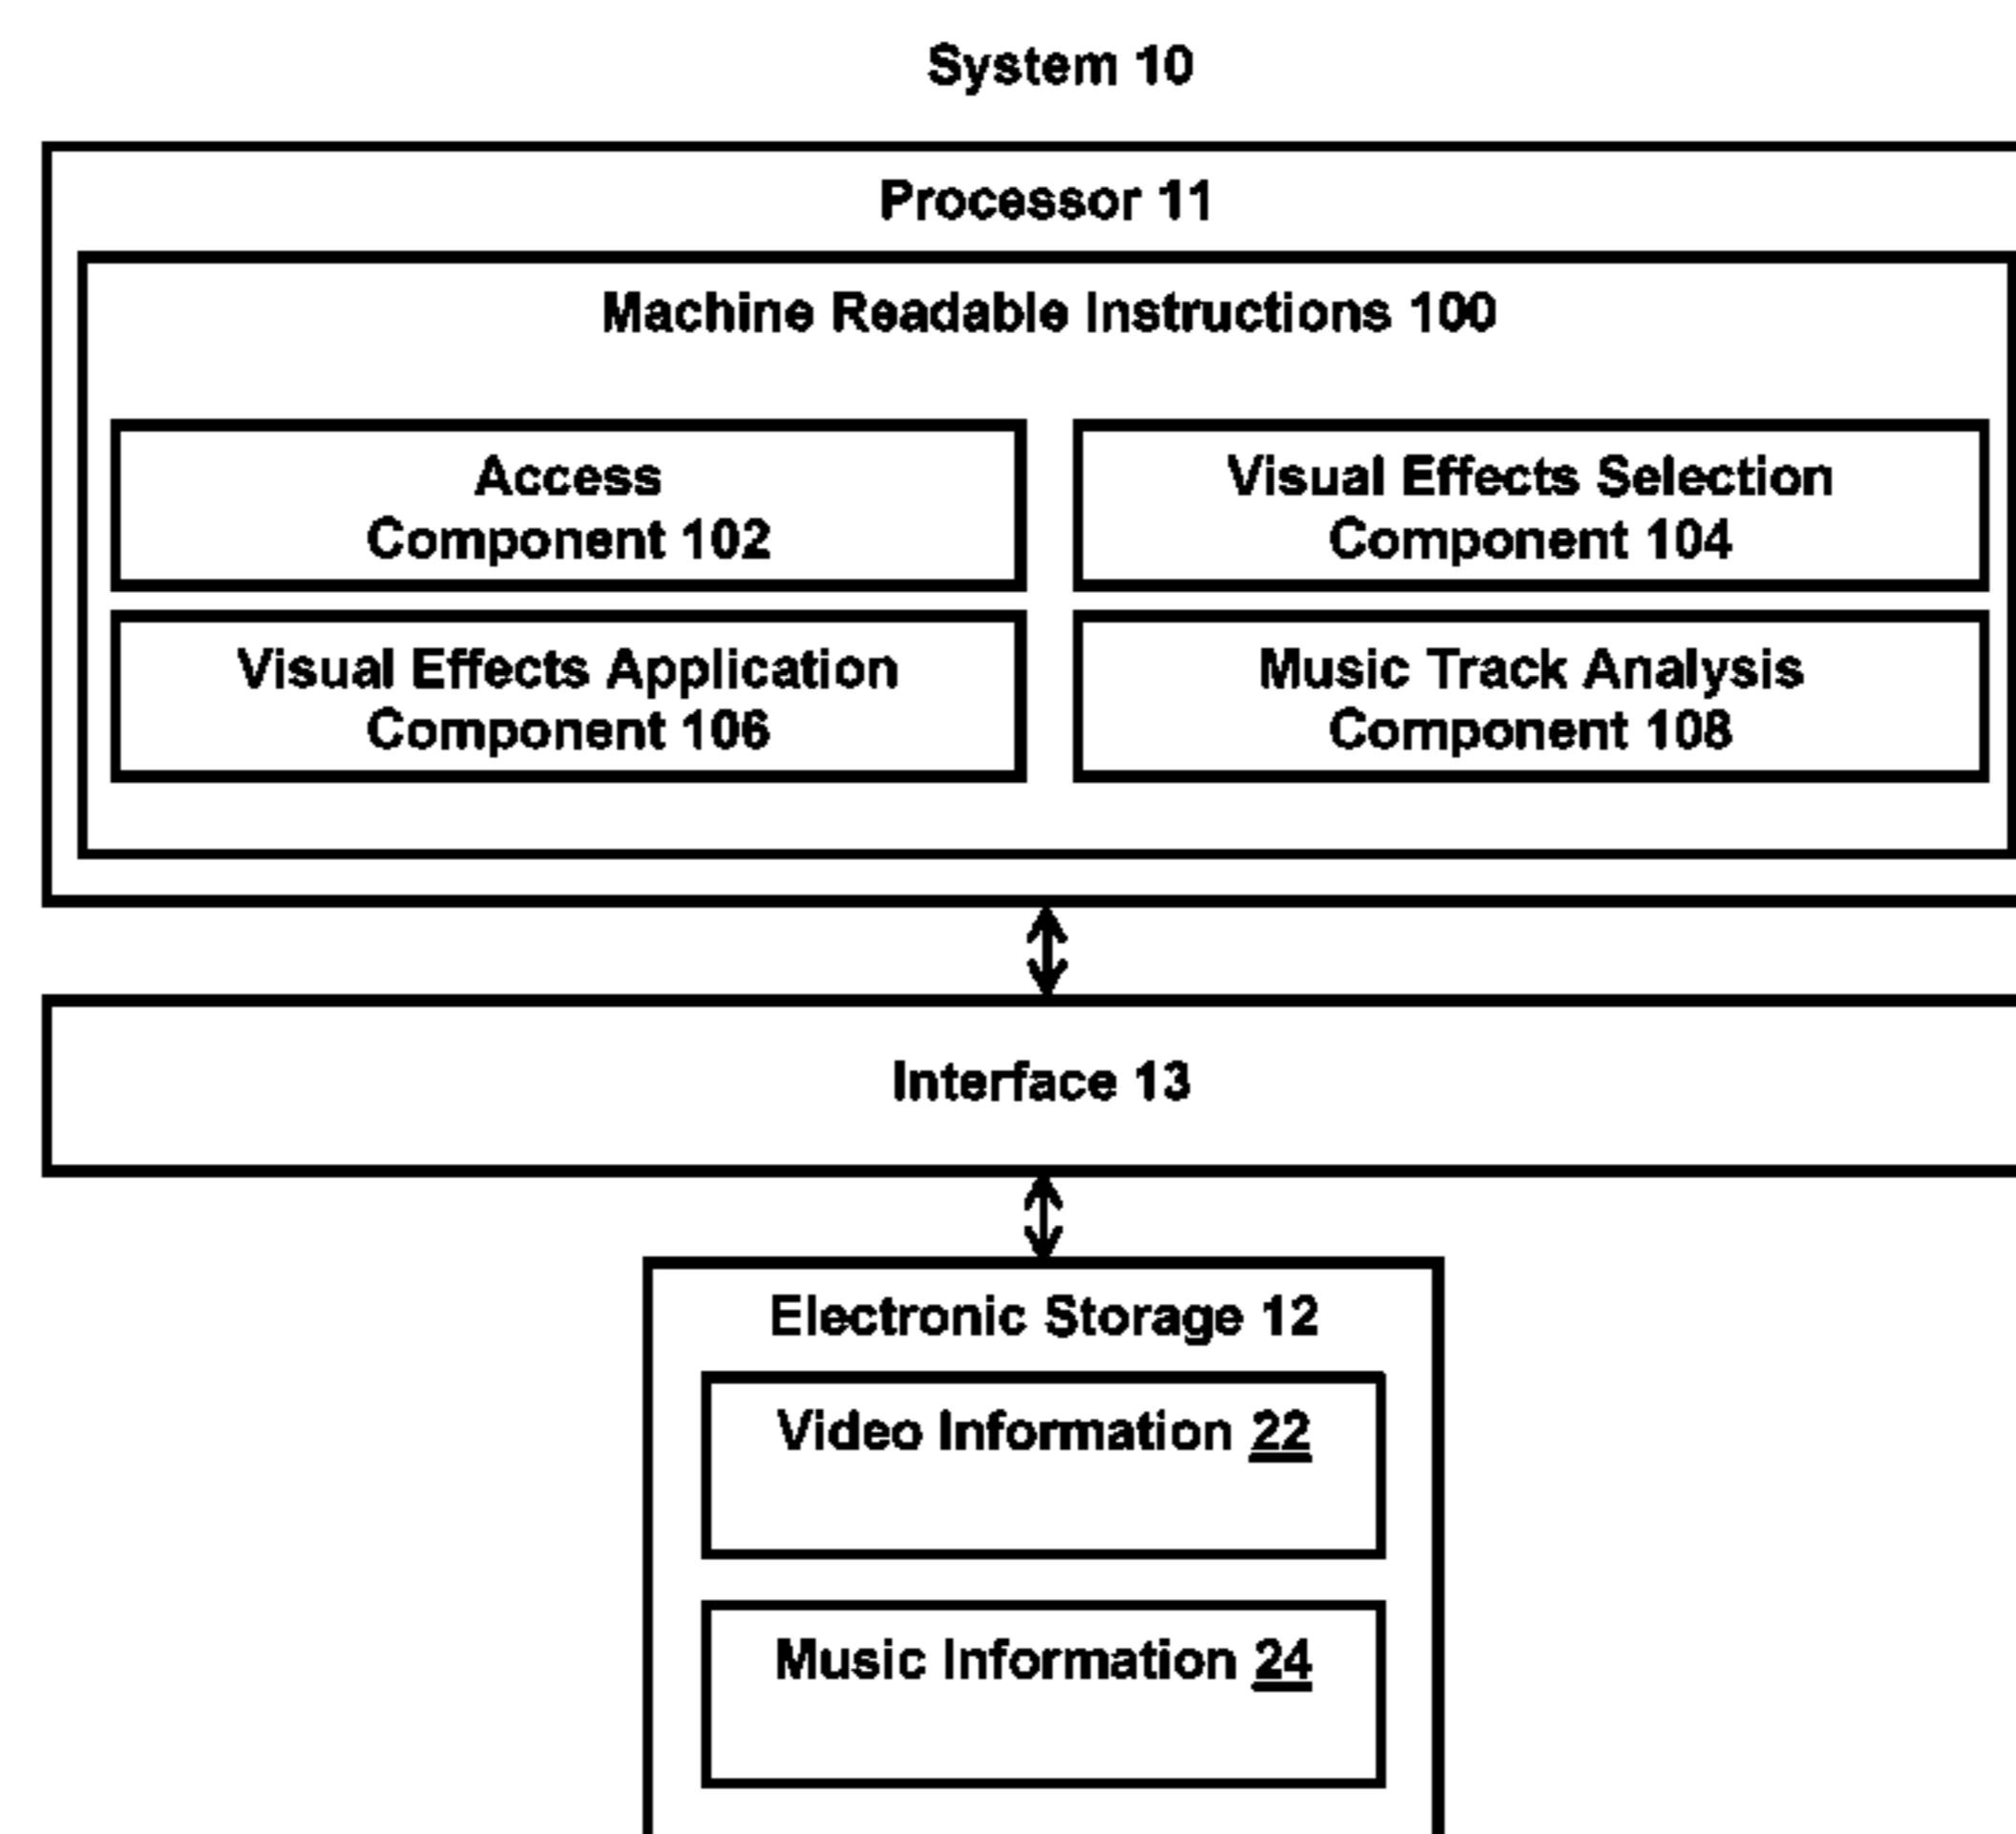 System 10
Processor 11
Machine Readable Instructions 100
Access
Component 102
Visual Effects Selection
Component 104
Visual Effects Application
Component 106
Music Track Analysis
Component 108
Interface 13
Electronic Storage 12
Video Information 22
Music Information 24